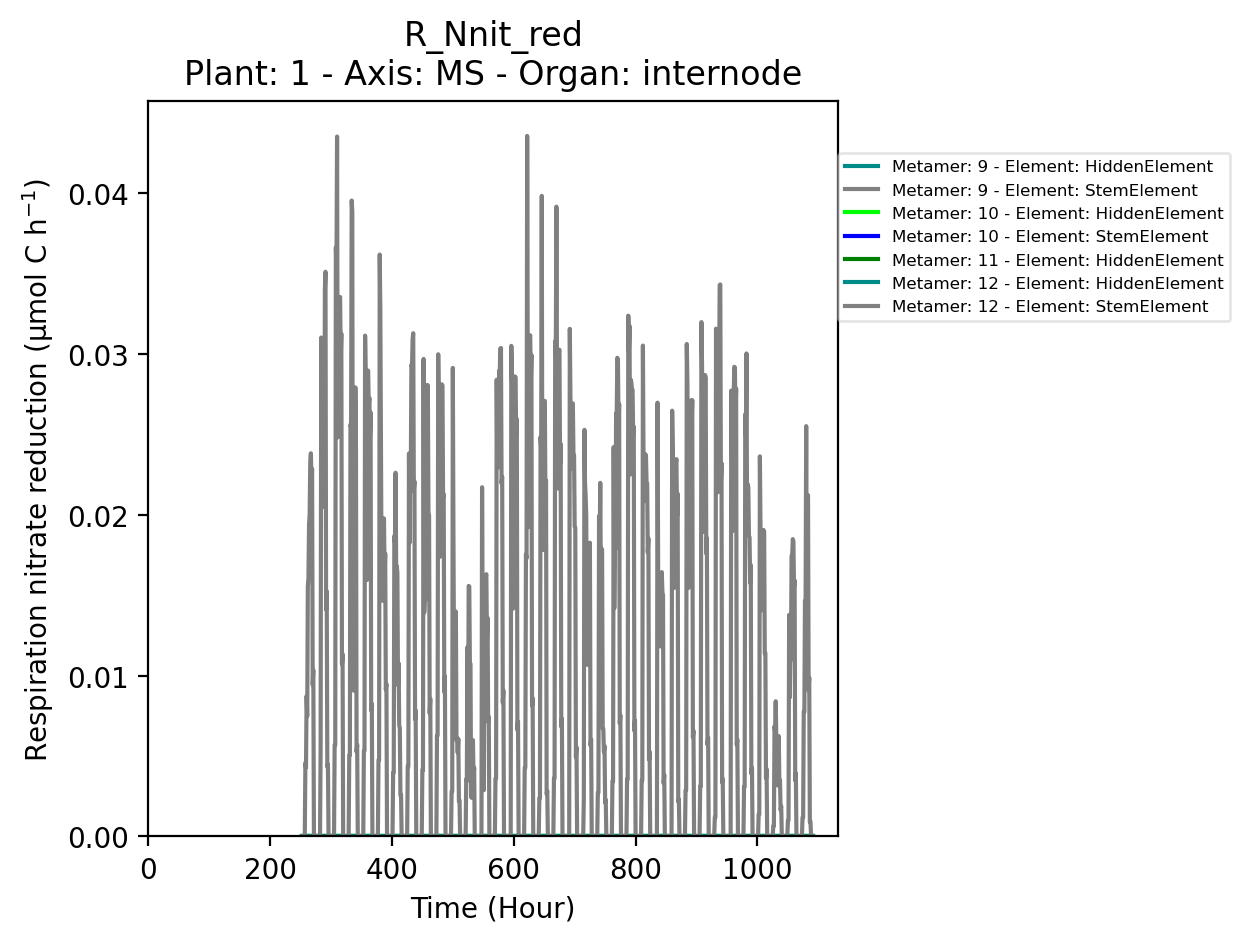 R_Nnit_red
Plant: 1 - Axis: MS - Organ: internode
Respiration nitrate reduction (µmol C h⁻¹)
0.04
0.03
0.02
0.01
0.00
0 200 400 600 800 1000
Time (Hour)
Metamer: 9 - Element: HiddenElement
Metamer: 9 - Element: StemElement
Metamer: 10 - Element: HiddenElement
Metamer: 10 - Element: StemElement
Metamer: 11 - Element: HiddenElement
Metamer: 12 - Element: HiddenElement
Metamer: 12 - Element: StemElement